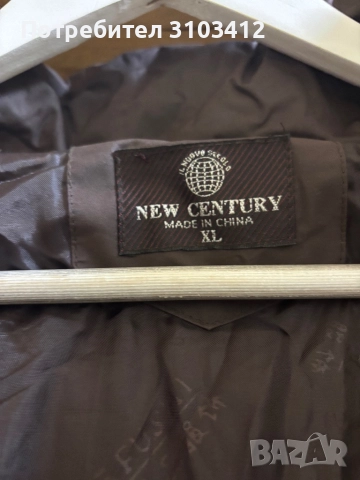 Потребител 3103412
IL NUOVO SECOLO
NEW CENTURY
MADE IN CHINA
XL
BAZAR